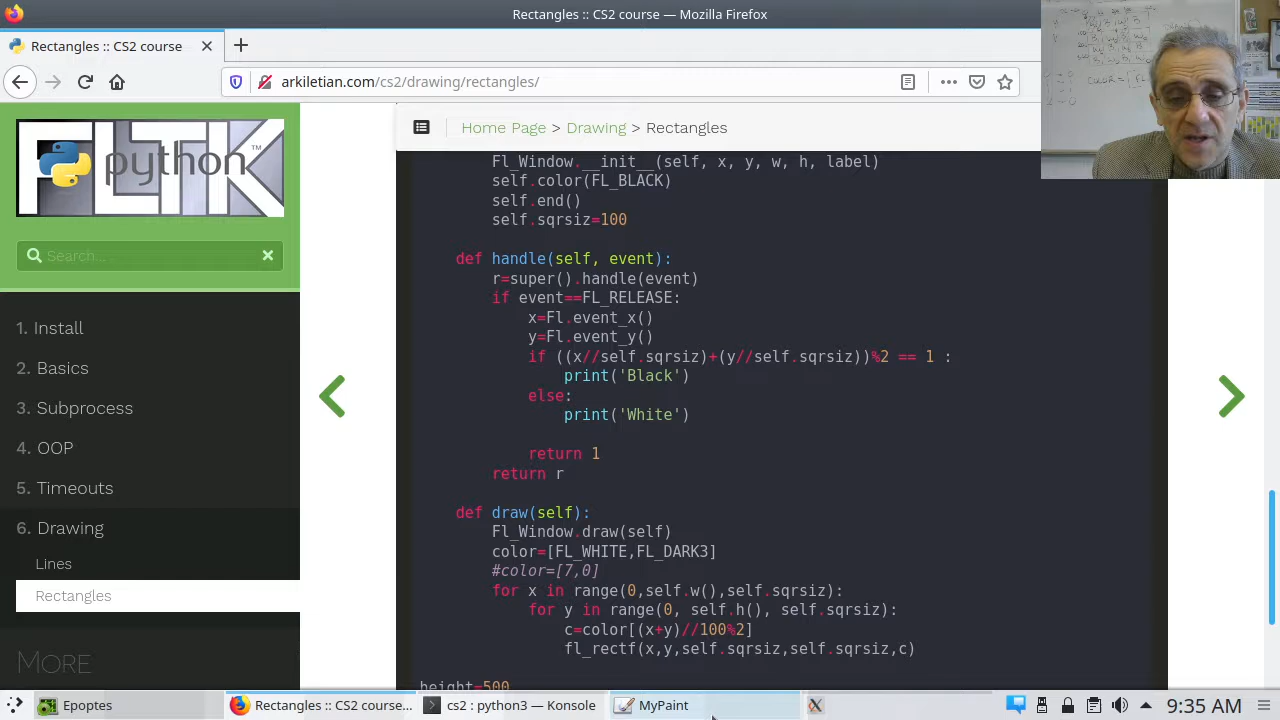 Rectangles :: CS2 course — Mozilla Firefox
Rectangles :: CS2 course
arkiletian.com/cs2/drawing/rectangles/
FLTK python™
Search...
1. Install
2. Basics
3. Subprocess
4. OOP
5. Timeouts
6. Drawing
Lines
Rectangles
MORE
Home Page > Drawing > Rectangles
Fl_Window.__init__(self, x, y, w, h, label)
self.color(FL_BLACK)
self.end()
self.sqrsiz=100
def handle(self, event):
r=super().handle(event)
if event==FL_RELEASE:
x=Fl.event_x()
y=Fl.event_y()
if ((x//self.sqrsiz)+(y//self.sqrsiz))%2 == 1 :
print('Black')
else:
print('White')
return 1
return r
def draw(self):
Fl_Window.draw(self)
color=[FL_WHITE,FL_DARK3]
#color=[7,0]
for x in range(0,self.w(),self.sqrsiz):
for y in range(0, self.h(), self.sqrsiz):
c=color[(x+y)//100%2]
fl_rectf(x,y,self.sqrsiz,self.sqrsiz,c)
height=500
Epoptes
Rectangles :: CS2 course...
cs2 : python3 — Konsole
MyPaint
9:35 AM